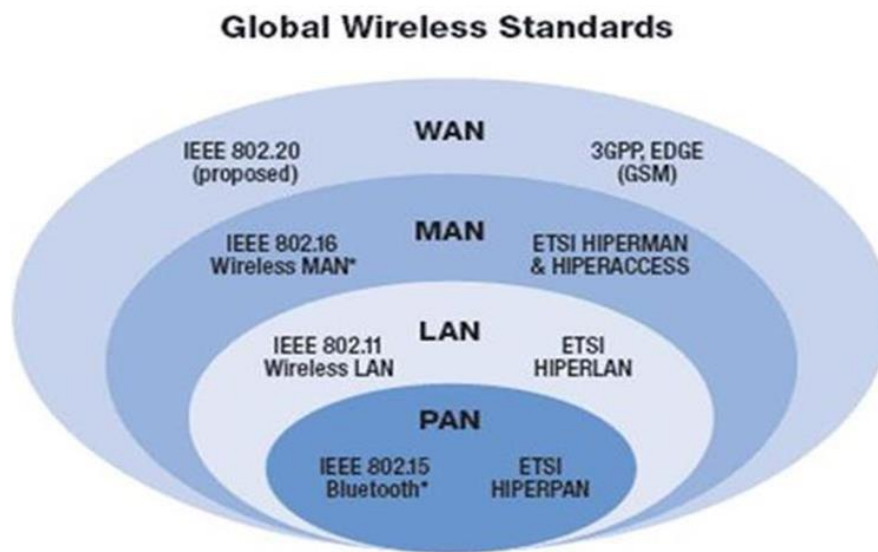 Global Wireless Standards
WAN
IEEE 802.20
(proposed)
3GPP, EDGE
(GSM)
MAN
IEEE 802.16
Wireless MAN*
ETSI HIPERMAN
& HIPERACCESS
LAN
IEEE 802.11
Wireless LAN
ETSI
HIPERLAN
PAN
IEEE 802.15
Bluetooth*
ETSI
HIPERPAN